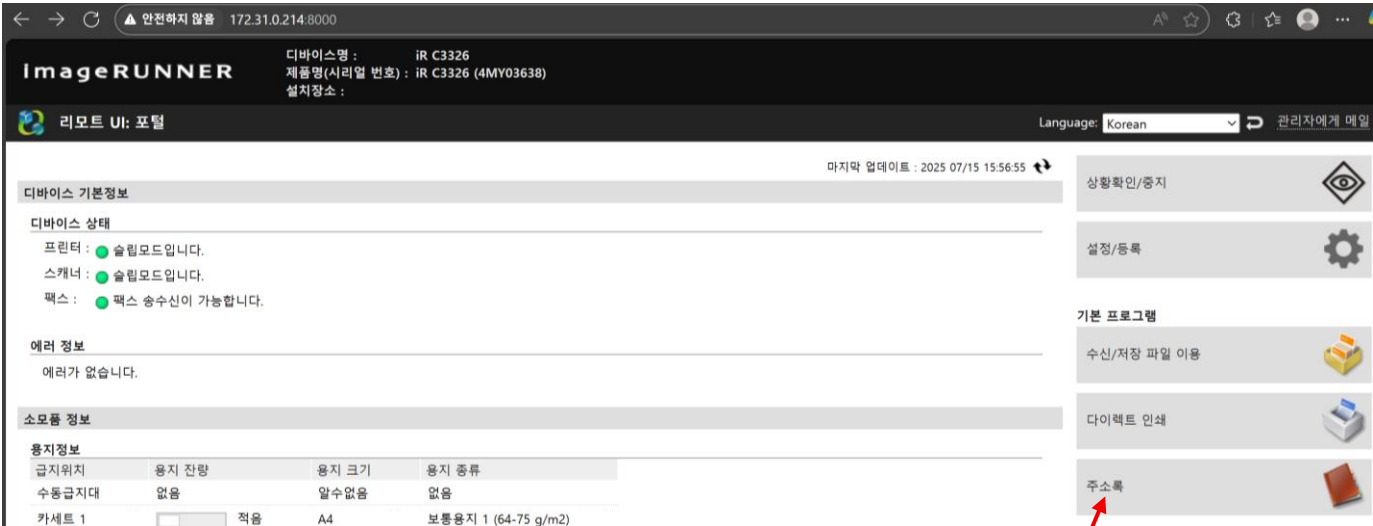 안전하지 않음 172.31.0.214:8000
imageRUNNER
디바이스명 : iR C3326
제품명(시리얼 번호) : iR C3326 (4MY03638)
설치장소 :
리모트 UI: 포털
Language: Korean 관리자에게 메일
마지막 업데이트 : 2025 07/15 15:56:55
디바이스 기본정보
디바이스 상태
프린터 : 슬립모드입니다.
스캐너 : 슬립모드입니다.
팩스 : 팩스 송수신이 가능합니다.
에러 정보
에러가 없습니다.
소모품 정보
용지정보
급지위치 용지 잔량 용지 크기 용지 종류
수동급지대 없음 알수없음 없음
카세트 1 적음 A4 보통용지 1 (64-75 g/m2)
상황확인/중지
설정/등록
기본 프로그램
수신/저장 파일 이용
다이렉트 인쇄
주소록